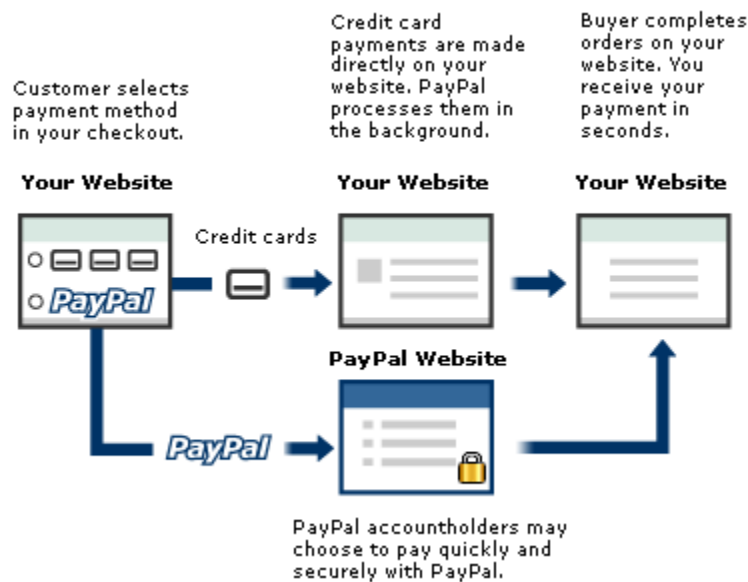 Customer selects
payment method
in your checkout.
Credit card
payments are made
directly on your
website. PayPal
processes them in
the background.
Buyer completes
orders on your
website. You
receive your
payment in
seconds.
Your Website
Your Website
Your Website
Credit cards
PayPal
PayPal Website
PayPal
PayPal accountholders may
choose to pay quickly and
securely with PayPal.